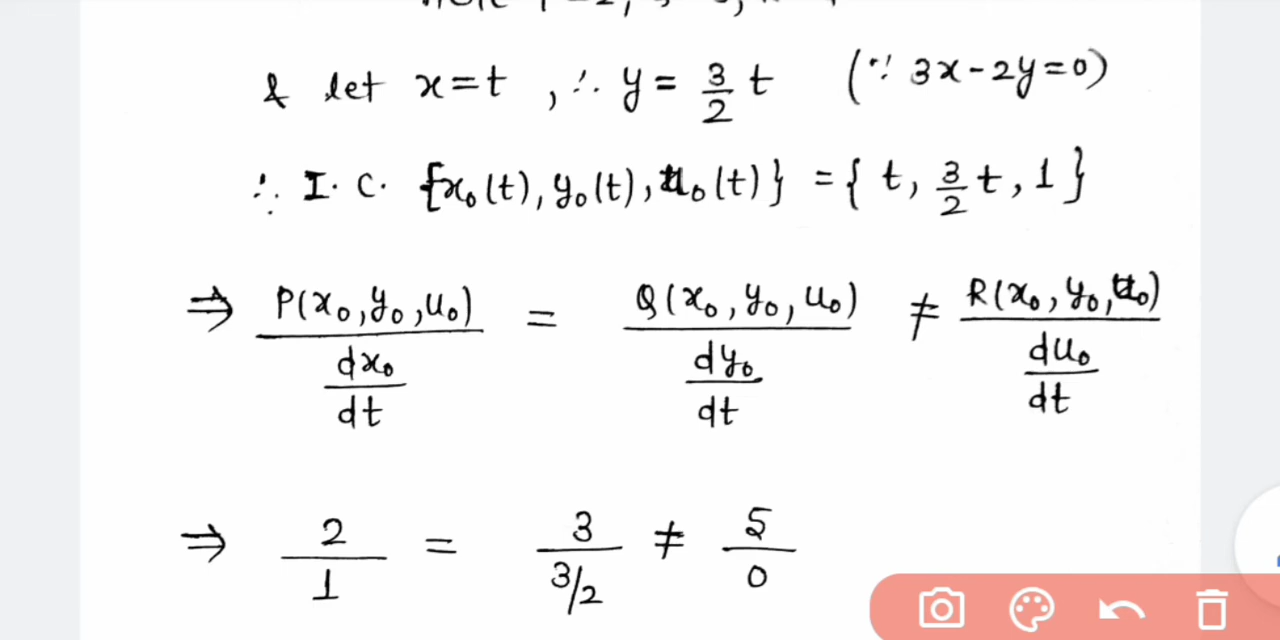 & let x=t , ∴ y = 3/2 t (∵ 3x-2y=0)
∴ I.C. {x₀(t), y₀(t), u₀(t)} = { t, 3/2 t, 1 }
⇒ P(x₀, y₀, u₀) / (dx₀/dt) = Q(x₀, y₀, u₀) / (dy₀/dt) ≠ R(x₀, y₀, u₀) / (du₀/dt)
⇒ 2/1 = 3/(3/2) ≠ 5/0